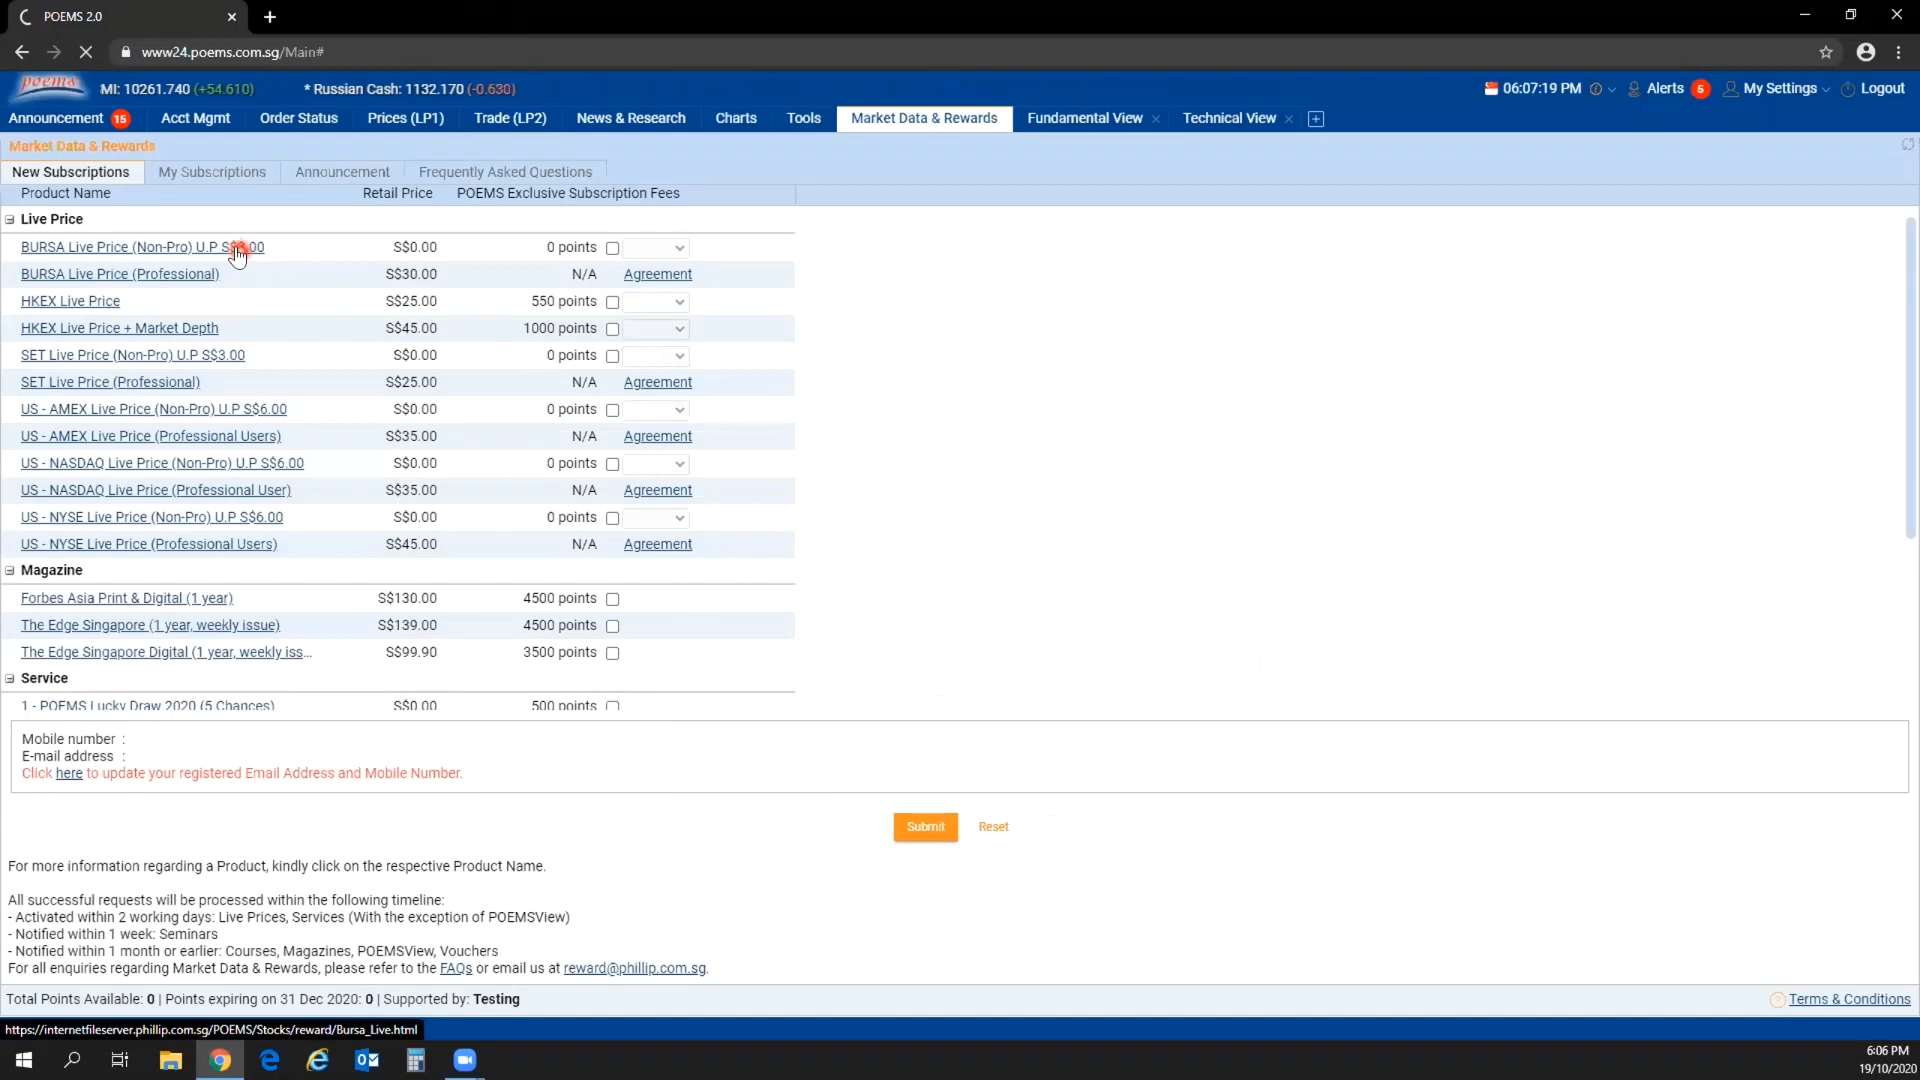 POEMS 2.0
www24.poems.com.sg/Main#
poems MI: 10261.740 (+54.610) * Russian Cash: 1132.170 (-0.630) 06:07:19 PM Alerts 5 My Settings Logout
Announcement 15 Acct Mgmt Order Status Prices (LP1) Trade (LP2) News & Research Charts Tools Market Data & Rewards Fundamental View Technical View
Market Data & Rewards
New Subscriptions My Subscriptions Announcement Frequently Asked Questions
Product Name Retail Price POEMS Exclusive Subscription Fees
Live Price
BURSA Live Price (Non-Pro) U.P S$0.00 0 points
BURSA Live Price (Professional) S$30.00 N/A Agreement
HKEX Live Price S$25.00 550 points
HKEX Live Price + Market Depth S$45.00 1000 points
SET Live Price (Non-Pro) U.P S$3.00 S$0.00 0 points
SET Live Price (Professional) S$25.00 N/A Agreement
US - AMEX Live Price (Non-Pro) U.P S$6.00 S$0.00 0 points
US - AMEX Live Price (Professional Users) S$35.00 N/A Agreement
US - NASDAQ Live Price (Non-Pro) U.P S$6.00 S$0.00 0 points
US - NASDAQ Live Price (Professional User) S$35.00 N/A Agreement
US - NYSE Live Price (Non-Pro) U.P S$6.00 S$0.00 0 points
US - NYSE Live Price (Professional Users) S$45.00 N/A Agreement
Magazine
Forbes Asia Print & Digital (1 year) S$130.00 4500 points
The Edge Singapore (1 year, weekly issue) S$139.00 4500 points
The Edge Singapore Digital (1 year, weekly iss... S$99.90 3500 points
Service
1 - POEMS Lucky Draw 2020 (5 Chances) S$0.00 500 points
Mobile number :
E-mail address :
Click here to update your registered Email Address and Mobile Number.
Submit Reset
For more information regarding a Product, kindly click on the respective Product Name.
All successful requests will be processed within the following timeline:
- Activated within 2 working days: Live Prices, Services (With the exception of POEMSView)
- Notified within 1 week: Seminars
- Notified within 1 month or earlier: Courses, Magazines, POEMSView, Vouchers
For all enquiries regarding Market Data & Rewards, please refer to the FAQs or email us at reward@phillip.com.sg.
Total Points Available: 0 | Points expiring on 31 Dec 2020: 0 | Supported by: Testing Terms & Conditions
https://internetfileserver.phillip.com.sg/POEMS/Stocks/reward/Bursa_Live.html
6:06 PM
19/10/2020